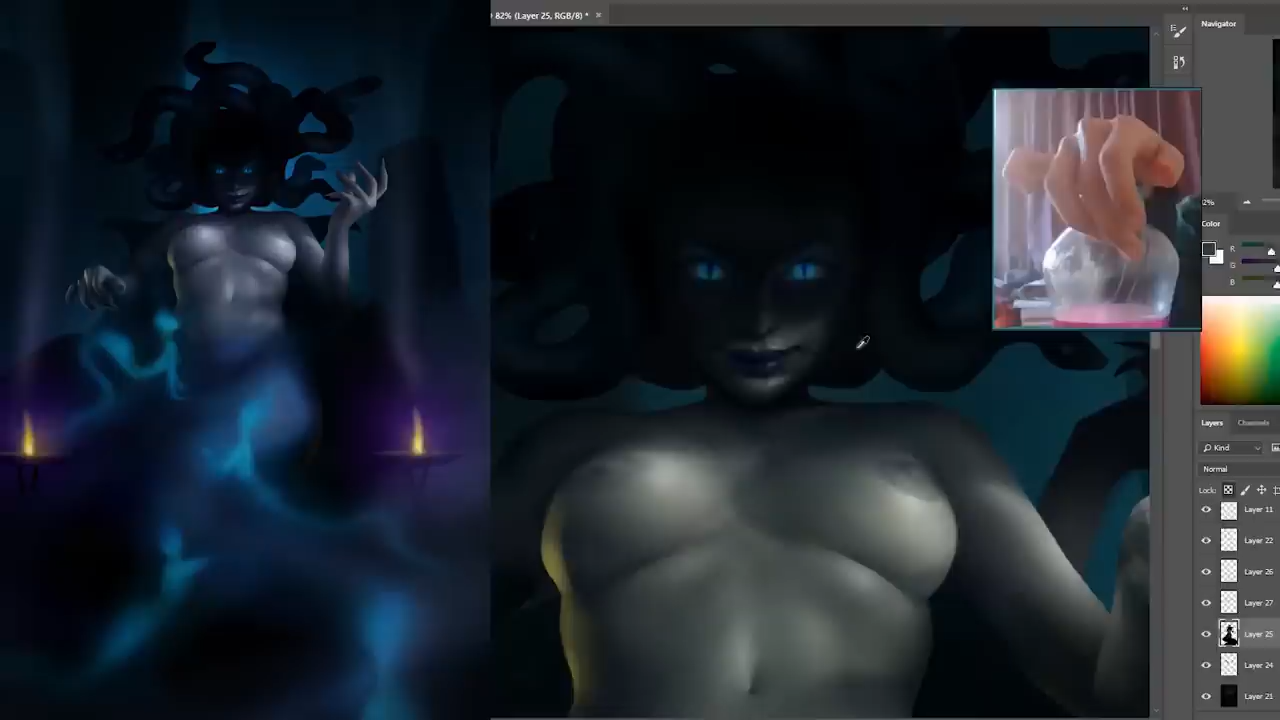 82% (Layer 25, RGB/8) *
Navigator
2%
Color
R
G
B
Layers
Channels
Kind
Normal
Lock:
Layer 11
Layer 22
Layer 26
Layer 27
Layer 25
Layer 24
Layer 21